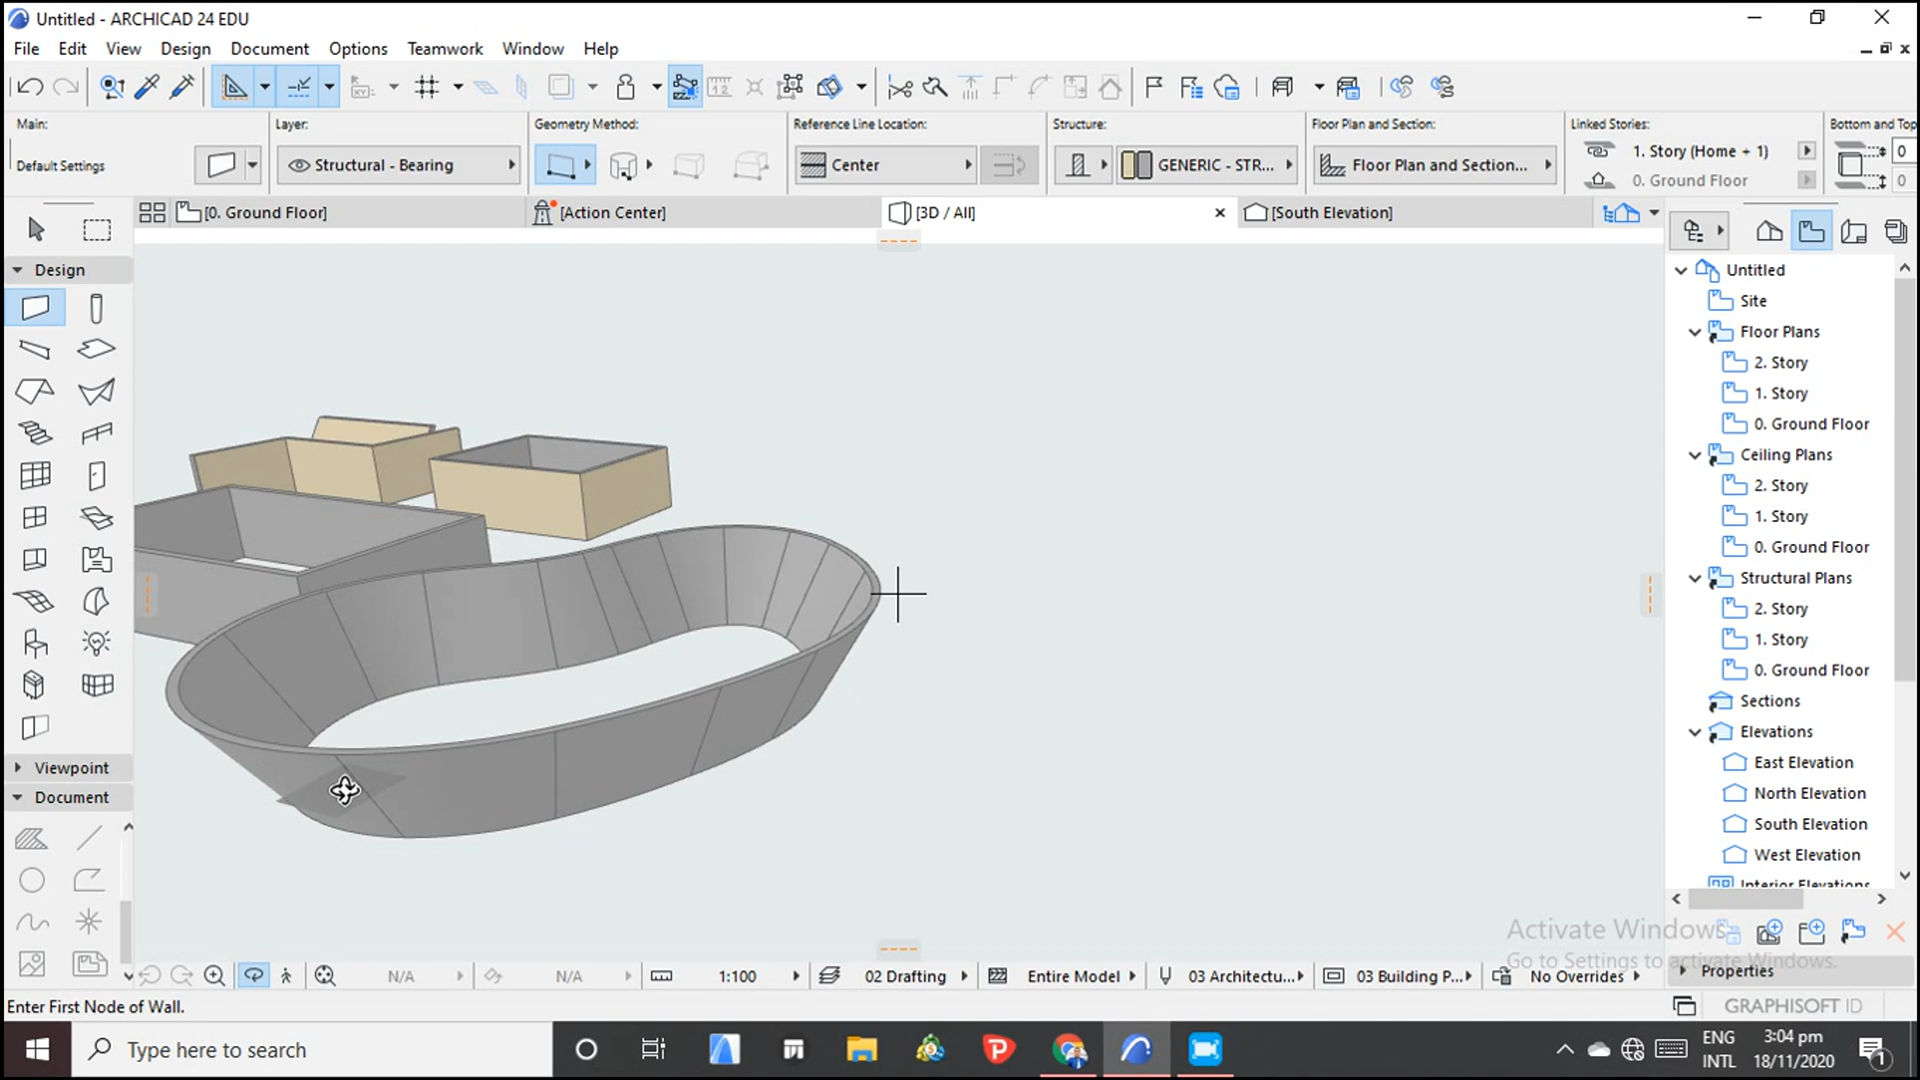 Untitled - ARCHICAD 24 EDU
File Edit View Design Document Options Teamwork Window Help
Main: Layer: Geometry Method: Reference Line Location: Structure: Floor Plan and Section: Linked Stories: Bottom and Top
Default Settings Structural - Bearing Center GENERIC - STR... Floor Plan and Section... 1. Story (Home + 1) 0
0. Ground Floor 0
[0. Ground Floor] [Action Center] [3D / All] [South Elevation]
Design
Viewpoint
Document
Untitled
Site
Floor Plans
2. Story
1. Story
0. Ground Floor
Ceiling Plans
2. Story
1. Story
0. Ground Floor
Structural Plans
2. Story
1. Story
0. Ground Floor
Sections
Elevations
East Elevation
North Elevation
South Elevation
West Elevation
Interior Elevations
Activate Windows
Go to Settings to activate Windows.
Properties
N/A N/A 1:100 02 Drafting Entire Model 03 Architectu... 03 Building P... No Overrides
Enter First Node of Wall.
GRAPHISOFT ID
Type here to search
ENG 3:04 pm
INTL 18/11/2020
1